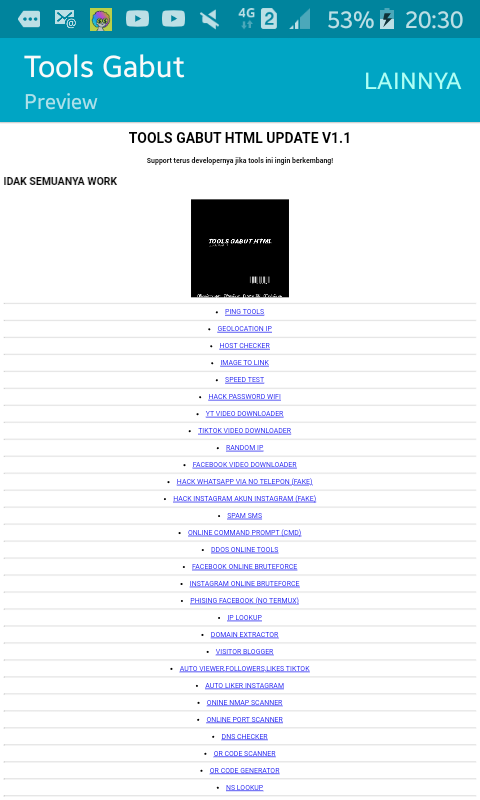 4G 2 53% 20:30
Tools Gabut
LAINNYA
Preview
TOOLS GABUT HTML UPDATE V1.1
Support terus developernya jika tools ini ingin berkembang!
IDAK SEMUANYA WORK
TOOLS GABUT HTML
• PING TOOLS
• GEOLOCATION IP
• HOST CHECKER
• IMAGE TO LINK
• SPEED TEST
• HACK PASSWORD WIFI
• YT VIDEO DOWNLOADER
• TIKTOK VIDEO DOWNLOADER
• RANDOM IP
• FACEBOOK VIDEO DOWNLOADER
• HACK WHATSAPP VIA NO TELEPON (FAKE)
• HACK INSTAGRAM AKUN INSTAGRAM (FAKE)
• SPAM SMS
• ONLINE COMMAND PROMPT (CMD)
• DDOS ONLINE TOOLS
• FACEBOOK ONLINE BRUTEFORCE
• INSTAGRAM ONLINE BRUTEFORCE
• PHISING FACEBOOK (NO TERMUX)
• IP LOOKUP
• DOMAIN EXTRACTOR
• VISITOR BLOGGER
• AUTO VIEWER,FOLLOWERS,LIKES TIKTOK
• AUTO LIKER INSTAGRAM
• ONINE NMAP SCANNER
• ONLINE PORT SCANNER
• DNS CHECKER
• QR CODE SCANNER
• QR CODE GENERATOR
• NS LOOKUP